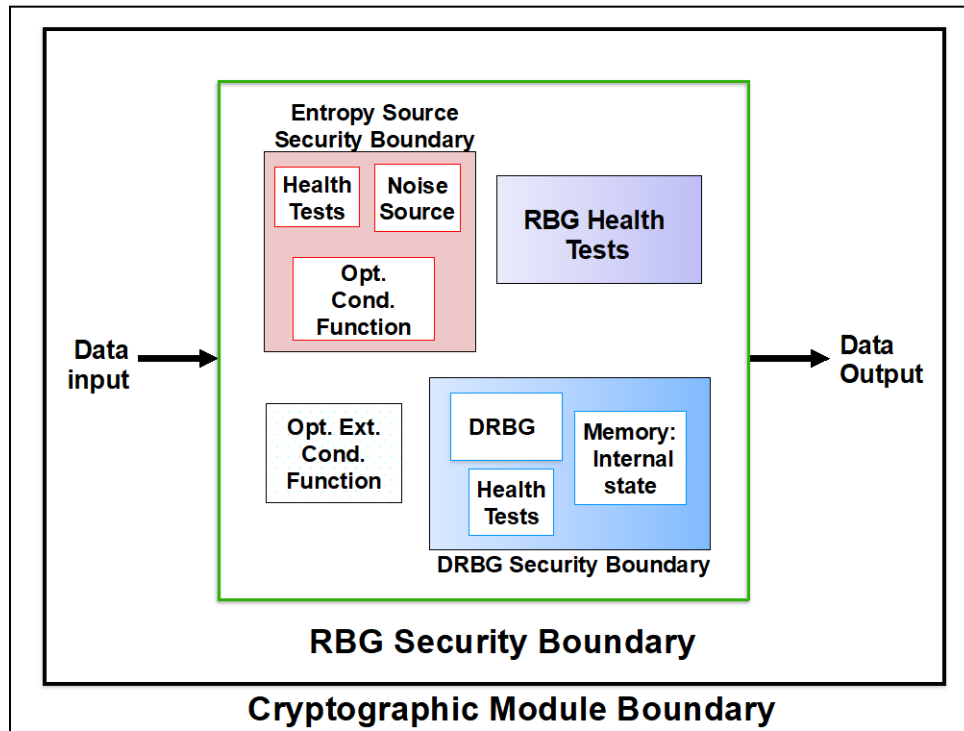 Entropy Source
Security Boundary
Health
Tests
Noise
Source
Opt.
Cond.
Function
RBG Health
Tests
Data
input
Data
Output
Opt. Ext.
Cond.
Function
DRBG
Health
Tests
Memory:
Internal
state
DRBG Security Boundary
RBG Security Boundary
Cryptographic Module Boundary